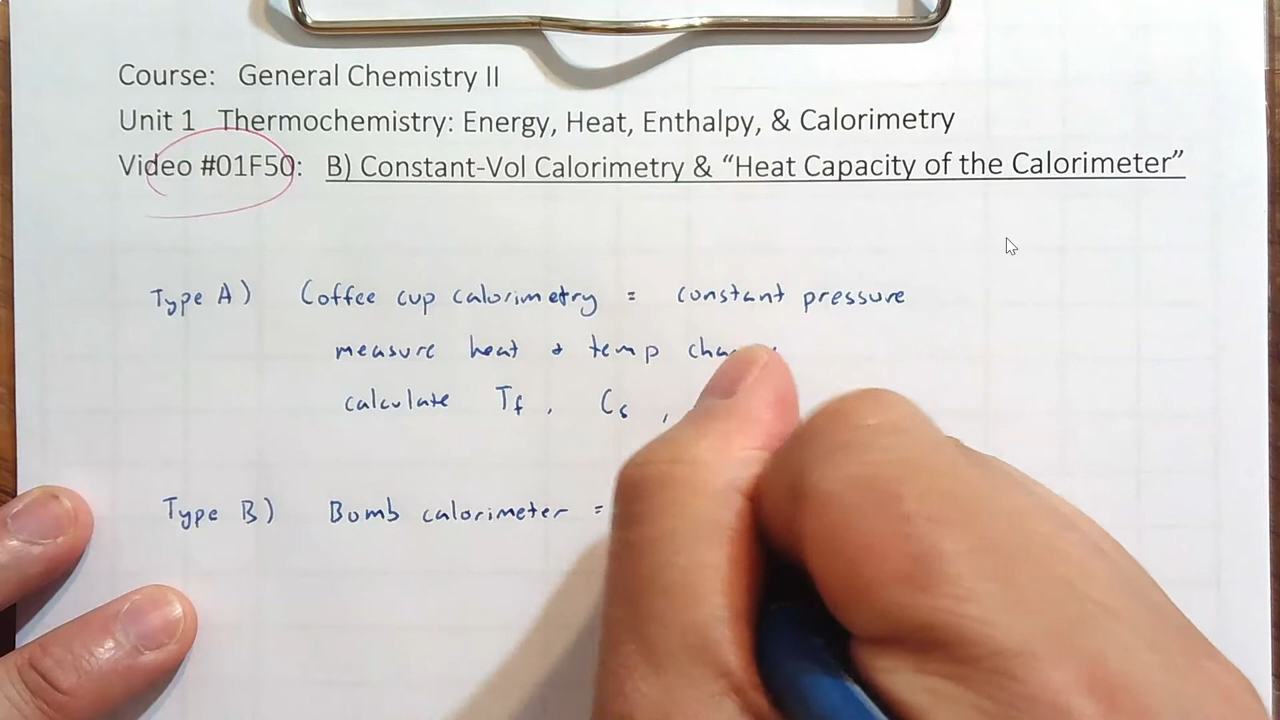 Course: General Chemistry II
Unit 1 Thermochemistry: Energy, Heat, Enthalpy, & Calorimetry
Video #01F50: B) Constant-Vol Calorimetry & “Heat Capacity of the Calorimeter”
Type A) Coffee cup calorimetry = constant pressure
measure heat + temp
calculate Tf , Cs ,
Type B) Bomb calorimeter =